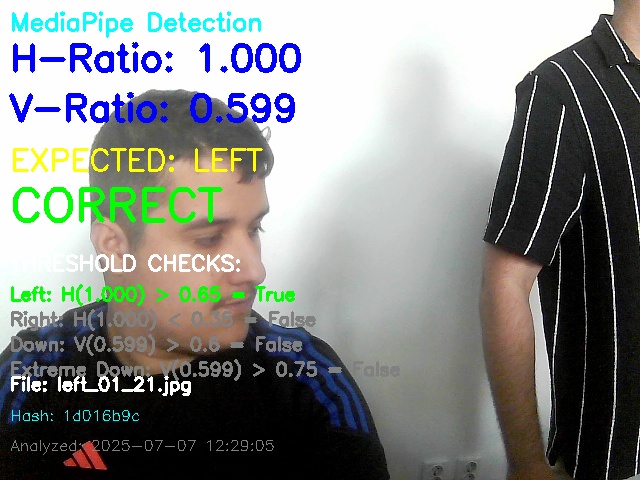 MediaPipe Detection
H-Ratio: 1.000
V-Ratio: 0.599
EXPECTED: LEFT
CORRECT
THRESHOLD CHECKS:
Left: H(1.000) > 0.65 = True
Right: H(1.000) < 0.35 = False
Down: V(0.599) > 0.6 = False
Extreme Down: V(0.599) > 0.75 = False
File: left_01_21.jpg
Hash: 1d016b9c
Analyzed: 2025-07-07 12:29:05